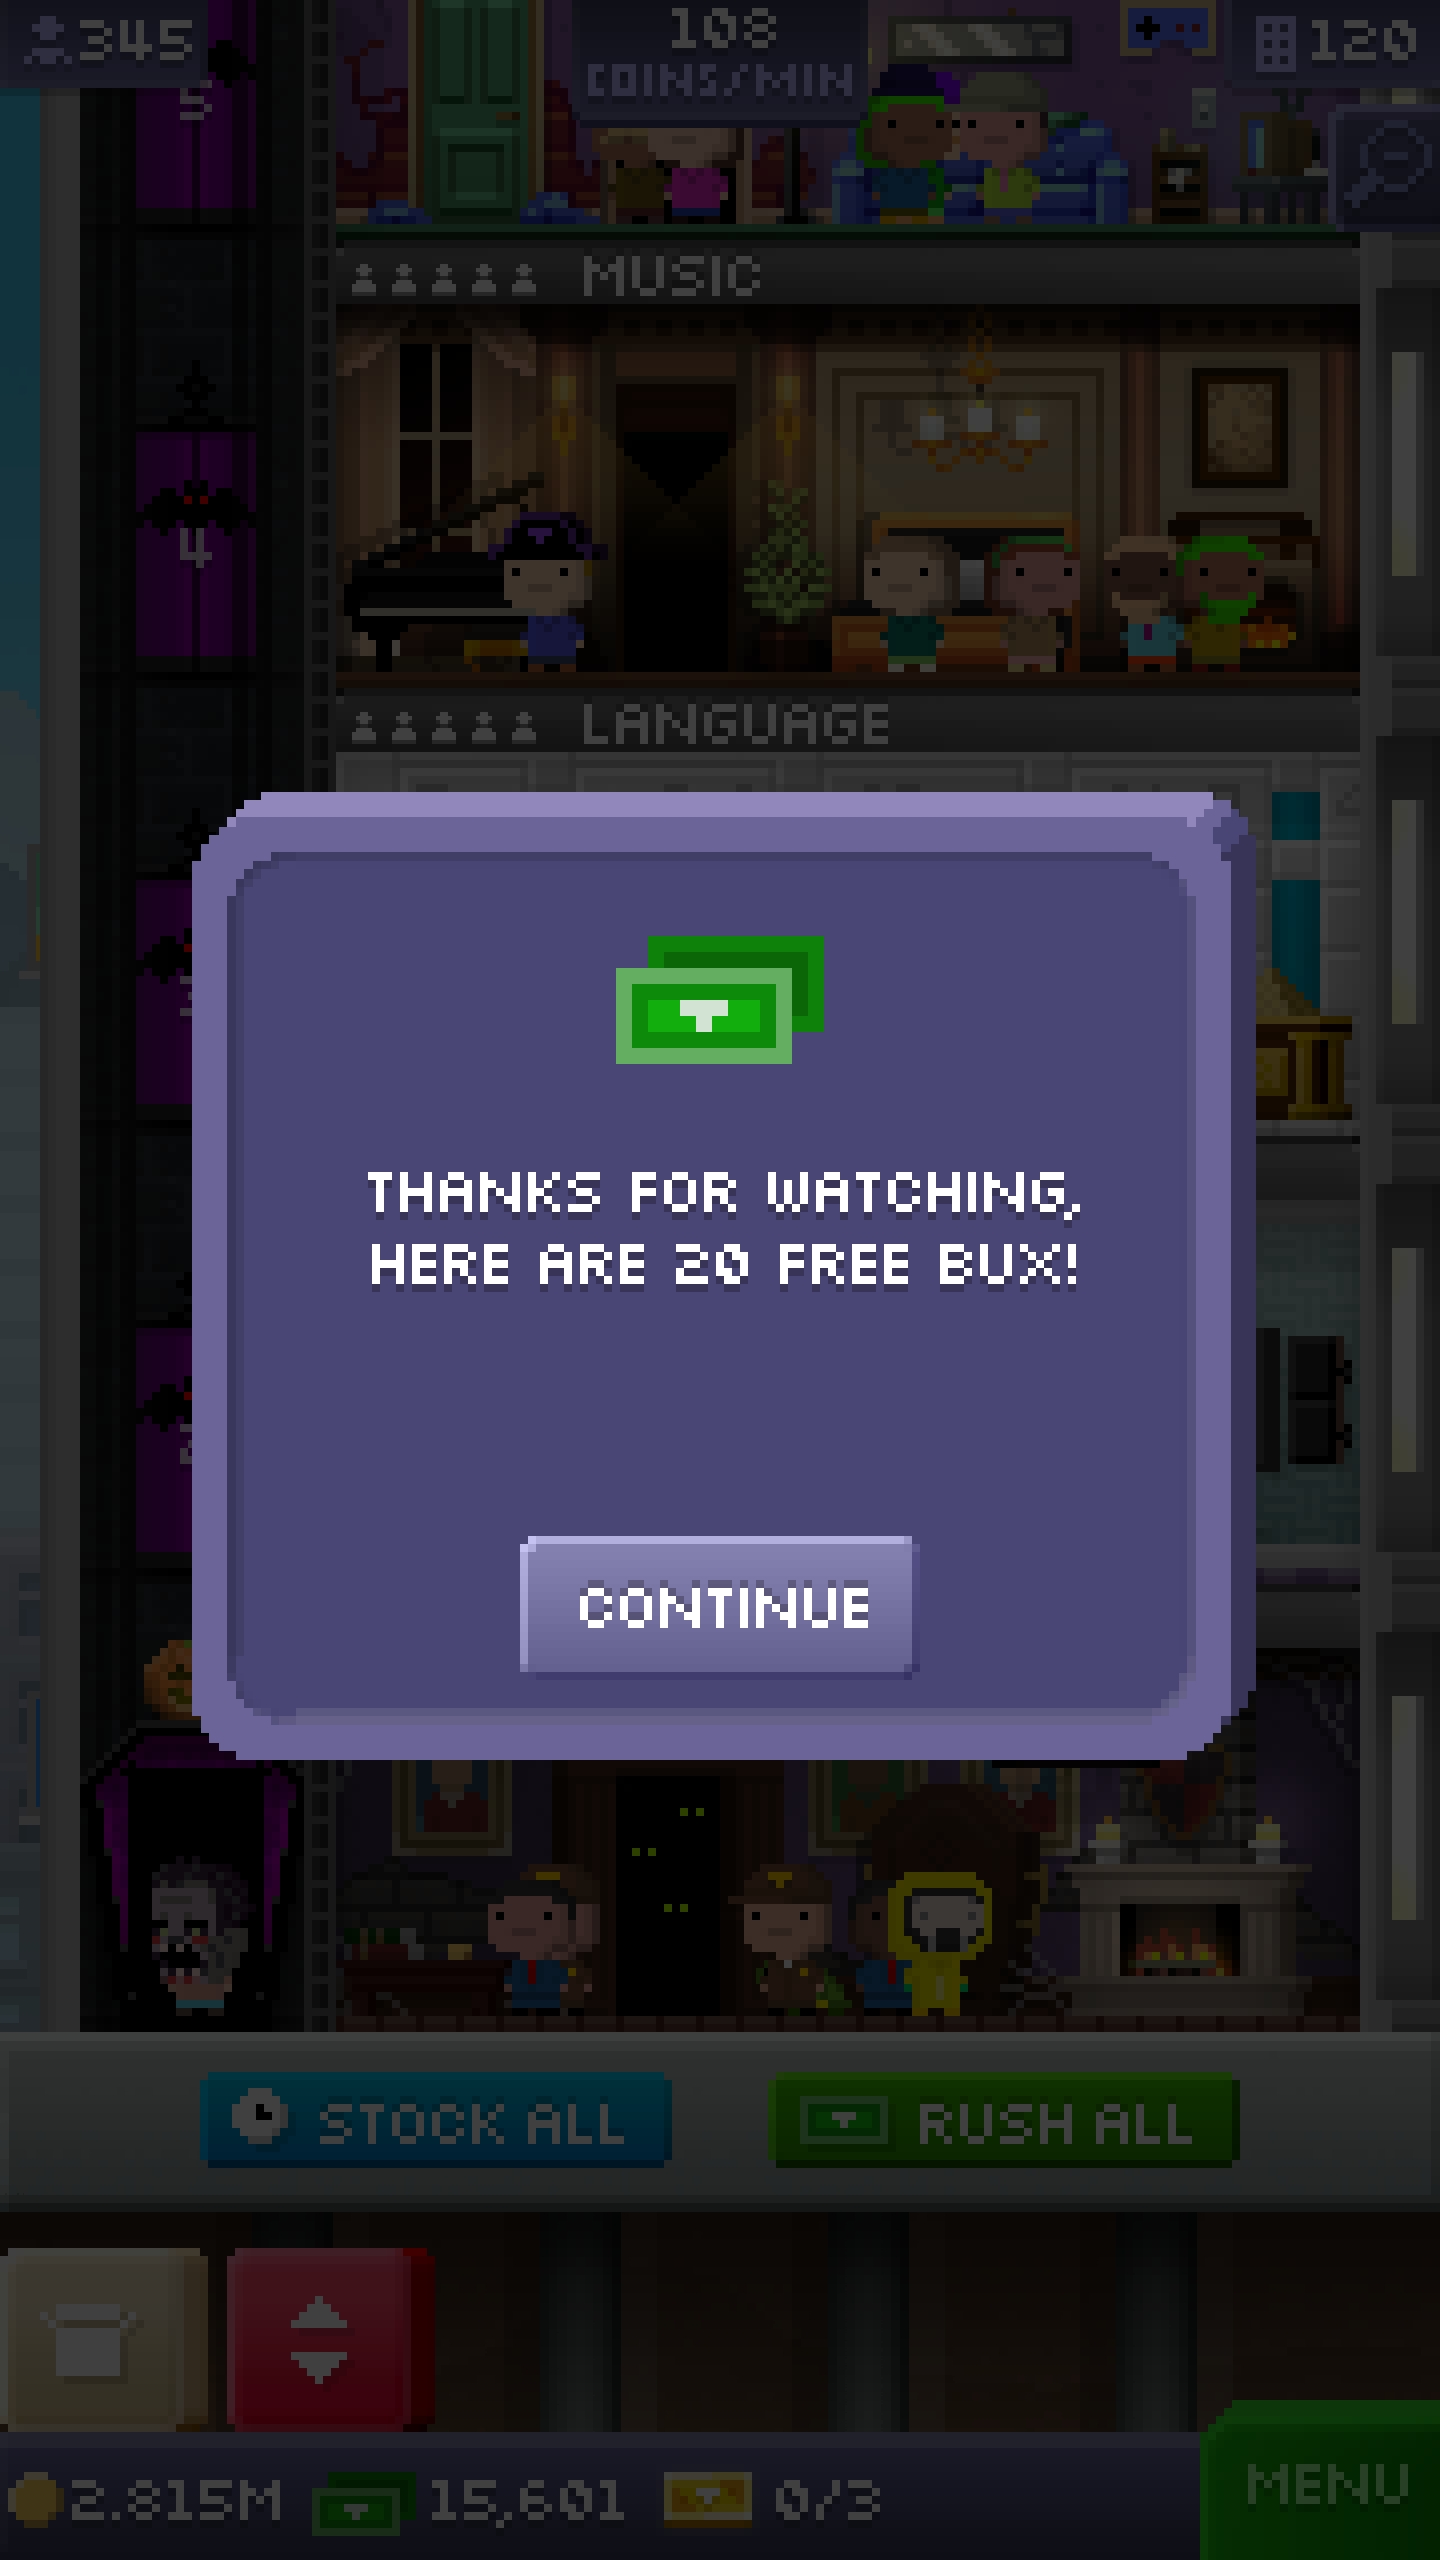 345
108
COINS/MIN
120
5
MUSIC
4
LANGUAGE
THANKS FOR WATCHING,
HERE ARE 20 FREE BUX!
CONTINUE
STOCK ALL
RUSH ALL
2.815M
15,601
0/3
MENU